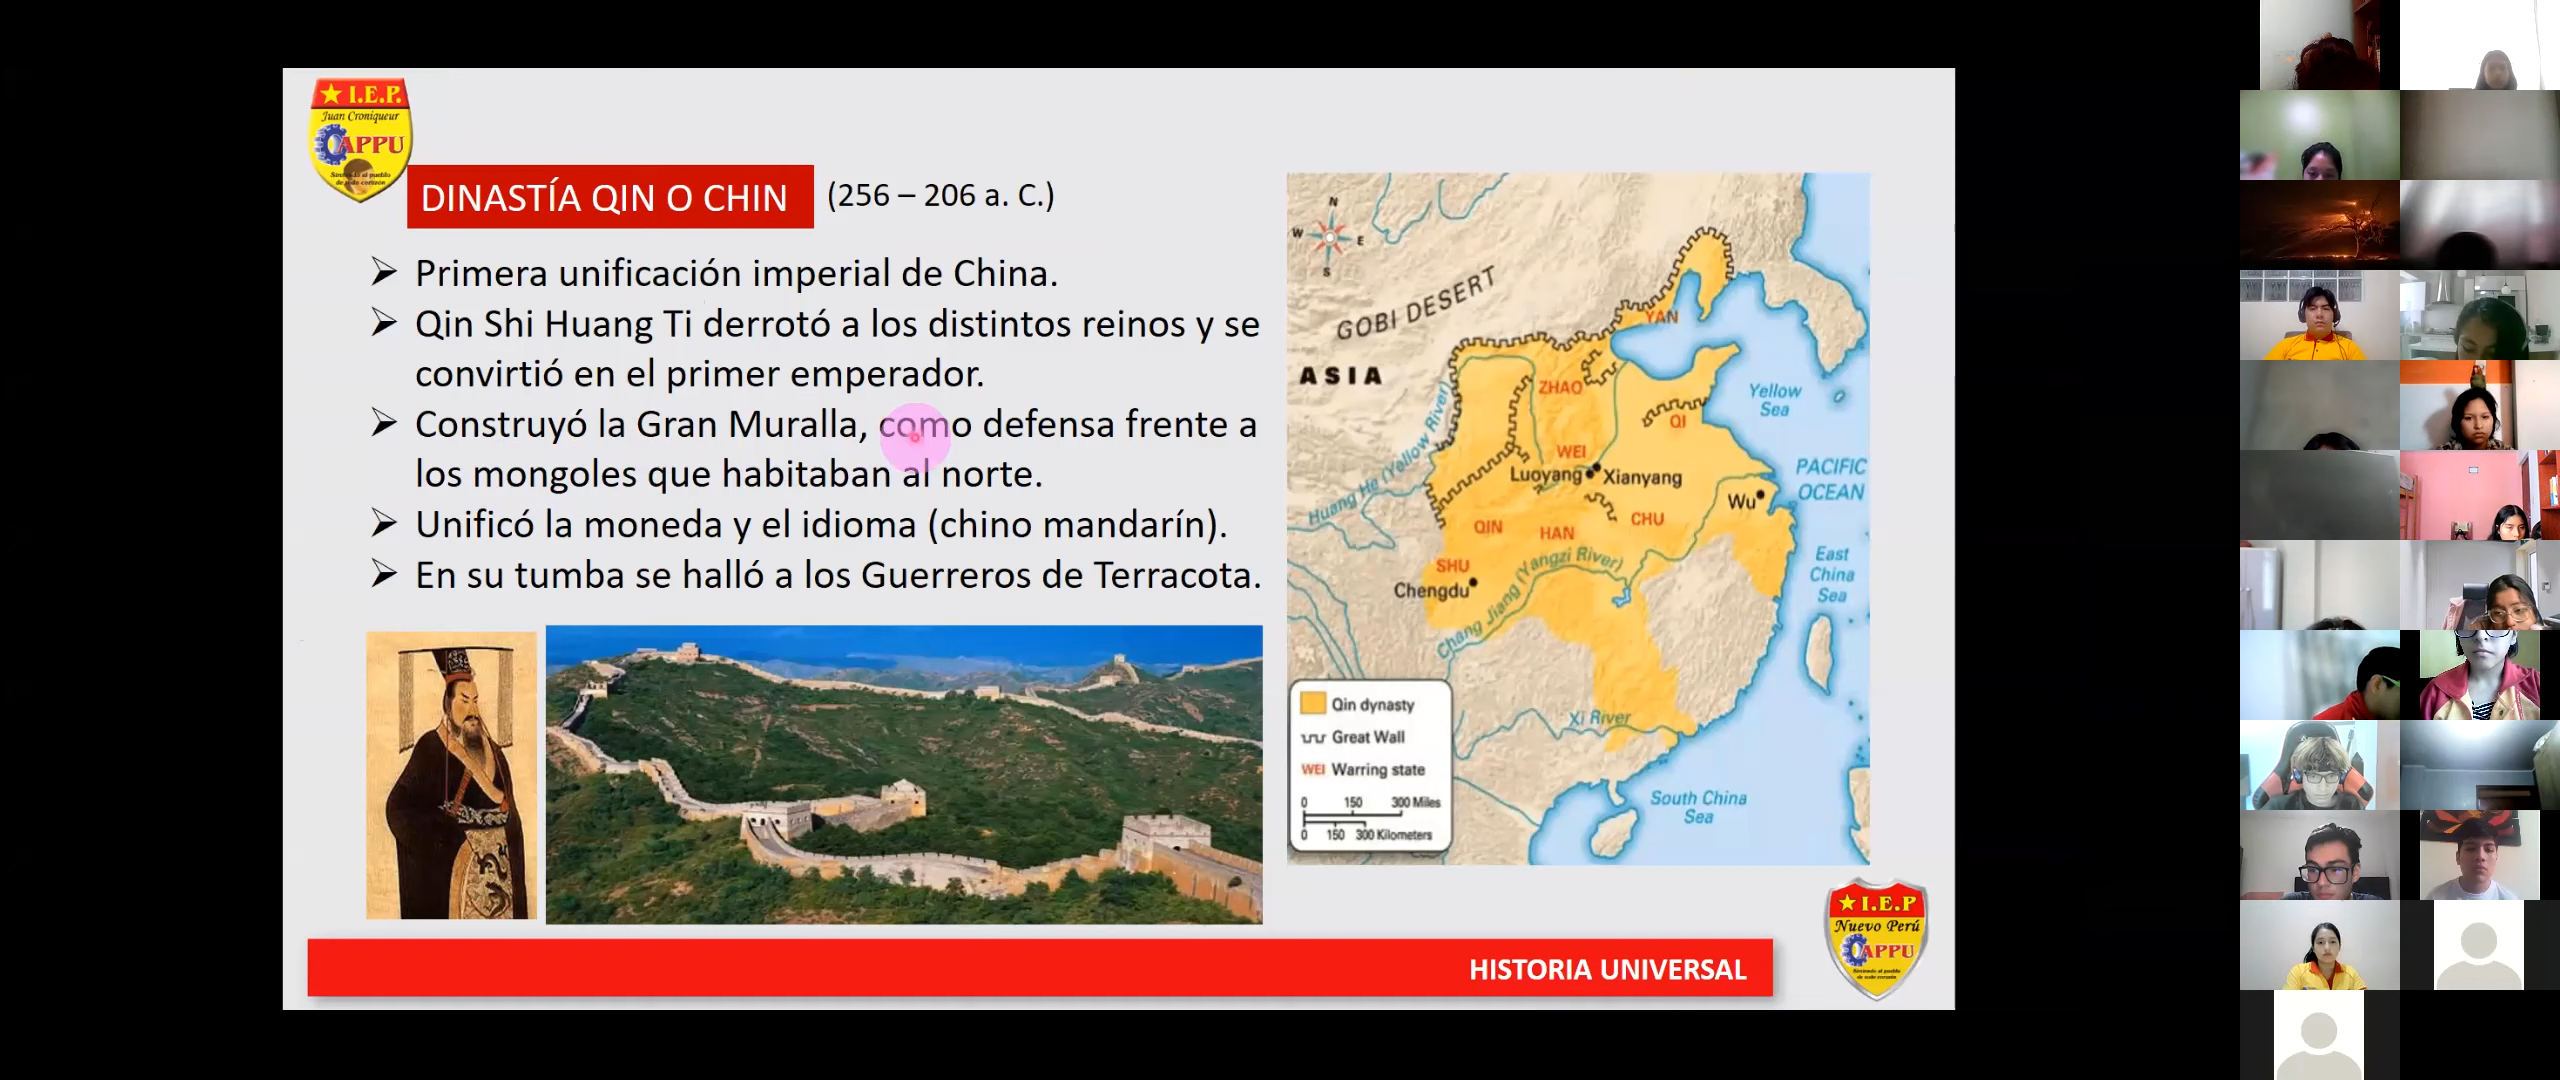 ★ I.E.P.
Juan Croniqueur
CAPPU
DINASTÍA QIN O CHIN (256 – 206 a. C.)
➢ Primera unificación imperial de China.
➢ Qin Shi Huang Ti derrotó a los distintos reinos y se
convirtió en el primer emperador.
➢ Construyó la Gran Muralla, como defensa frente a
los mongoles que habitaban al norte.
➢ Unificó la moneda y el idioma (chino mandarín).
➢ En su tumba se halló a los Guerreros de Terracota.
N
W E
S
GOBI DESERT
ASIA
YAN
ZHAO
Yellow
Sea
QI
Huang He (Yellow River)
WEI
Luoyang Xianyang
PACIFIC
OCEAN
Wu
QIN
HAN
CHU
SHU
Chengdu
Chang Jiang (Yangzi River)
East
China
Sea
Xi River
South China
Sea
Qin dynasty
Great Wall
WEI Warring state
0 150 300 Miles
0 150 300 Kilometers
HISTORIA UNIVERSAL
★ I.E.P
Nuevo Perú
CAPPU